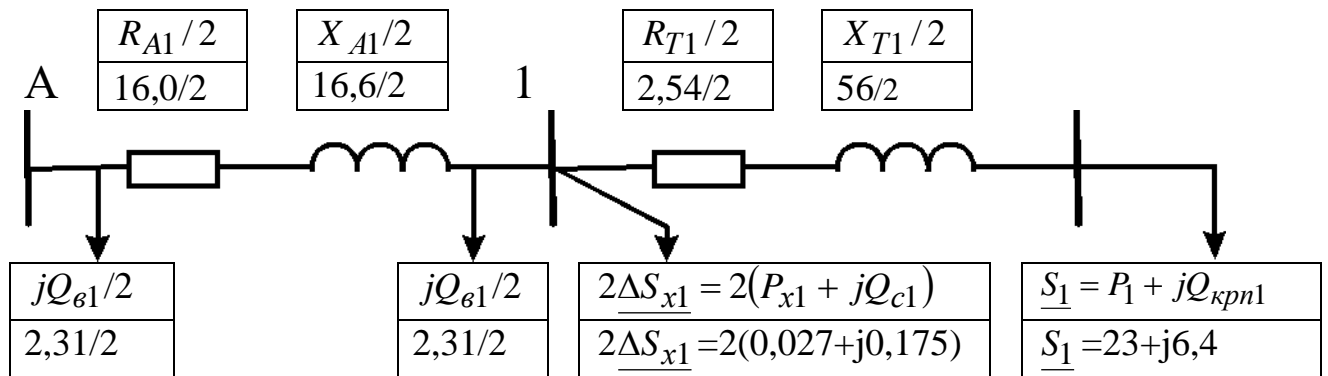 R_A1 / 2
X_A1/2
R_T1 / 2
X_T1 / 2
A
16,0/2
16,6/2
1
2,54/2
56/2
jQ_в1/2
jQ_в1/2
2ΔS_x1 = 2(P_x1 + jQ_c1)
S_1 = P_1 + jQ_крп1
2,31/2
2,31/2
2ΔS_x1 =2(0,027+j0,175)
S_1 =23+j6,4